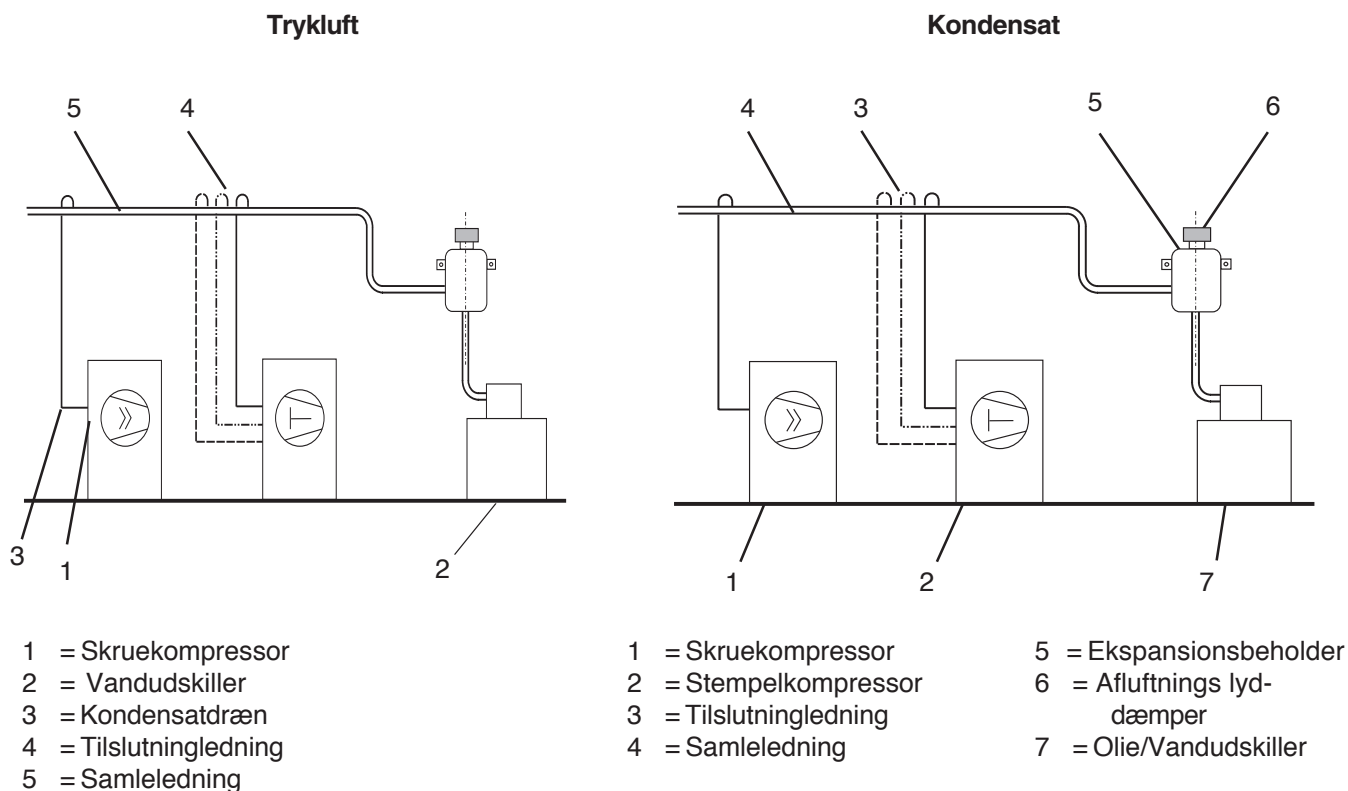 Trykluft
5 4
3 1 2
1 = Skruekompressor
2 = Vandudskiller
3 = Kondensatdræn
4 = Tilslutningledning
5 = Samleledning
Kondensat
4 3 5 6
1 2 7
1 = Skruekompressor
2 = Stempelkompressor
3 = Tilslutningledning
4 = Samleledning
5 = Ekspansionsbeholder
6 = Afluftnings lyd-
dæmper
7 = Olie/Vandudskiller